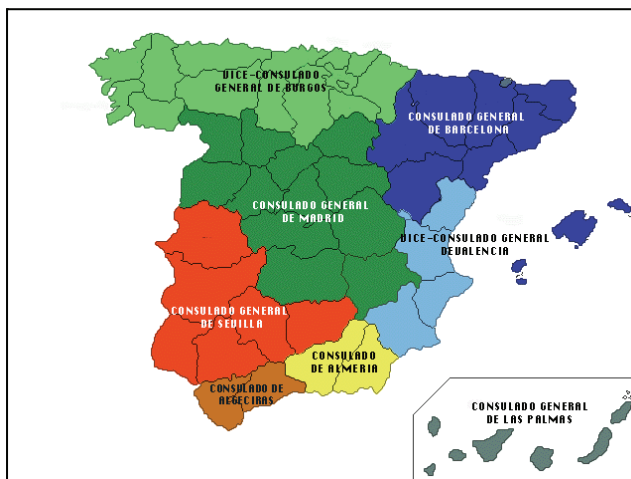 VICE-CONSULADO
GENERAL DE BURGOS
CONSULADO GENERAL
DE BARCELONA
CONSULADO GENERAL
DE MADRID
VICE-CONSULADO GENERAL
DEVALENCIA
CONSULADO GENERAL
DE SEVILLA
CONSULADO
DE ALMERIA
CONSULADO DE
ALGECIRAS
CONSULADO GENERAL
DE LAS PALMAS